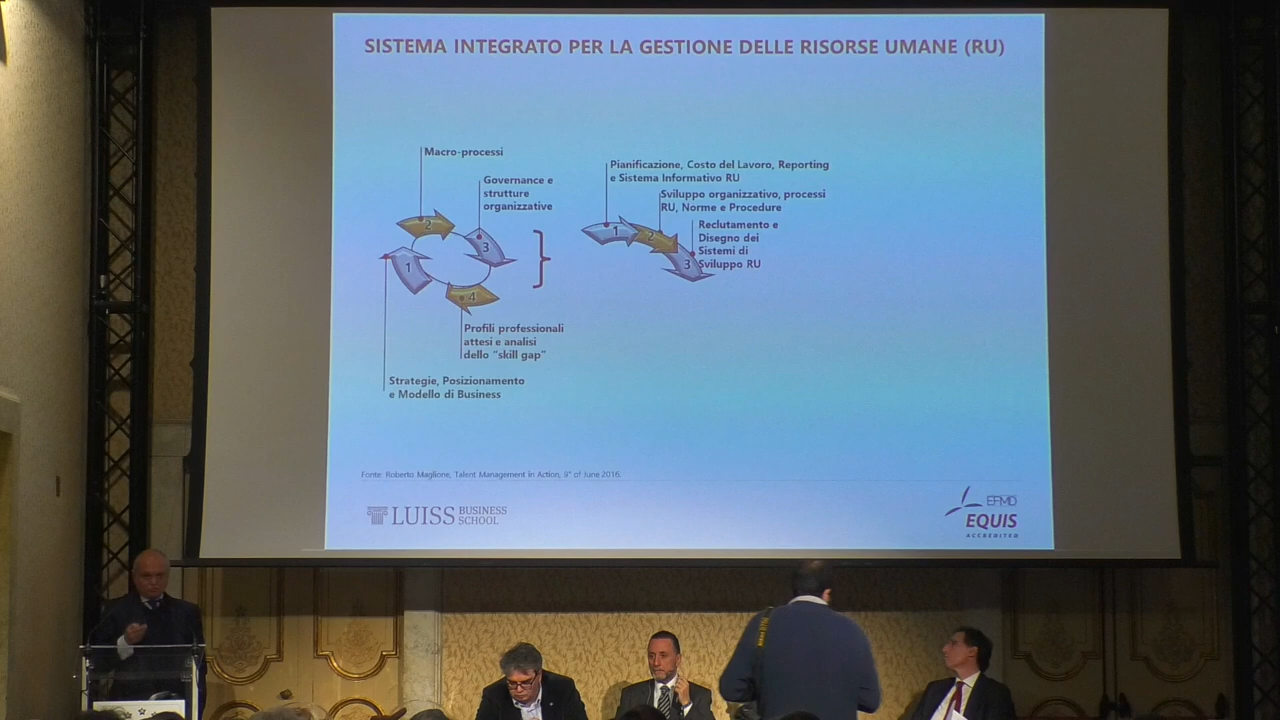 SISTEMA INTEGRATO PER LA GESTIONE DELLE RISORSE UMANE (RU)
Macro-processi
Governance e
strutture
organizzative
2
3
1
4
Profili professionali
attesi e analisi
dello "skill gap"
Strategie, Posizionamento
e Modello di Business
Pianificazione, Costo del Lavoro, Reporting
e Sistema Informativo RU
Sviluppo organizzativo, processi
RU, Norme e Procedure
Reclutamento e
Disegno dei
Sistemi di
Sviluppo RU
1
2
3
Fonte: Roberto Maglione, Talent Management in Action, 9° of June 2016.
LUISS BUSINESS
SCHOOL
EFMD
EQUIS
ACCREDITED